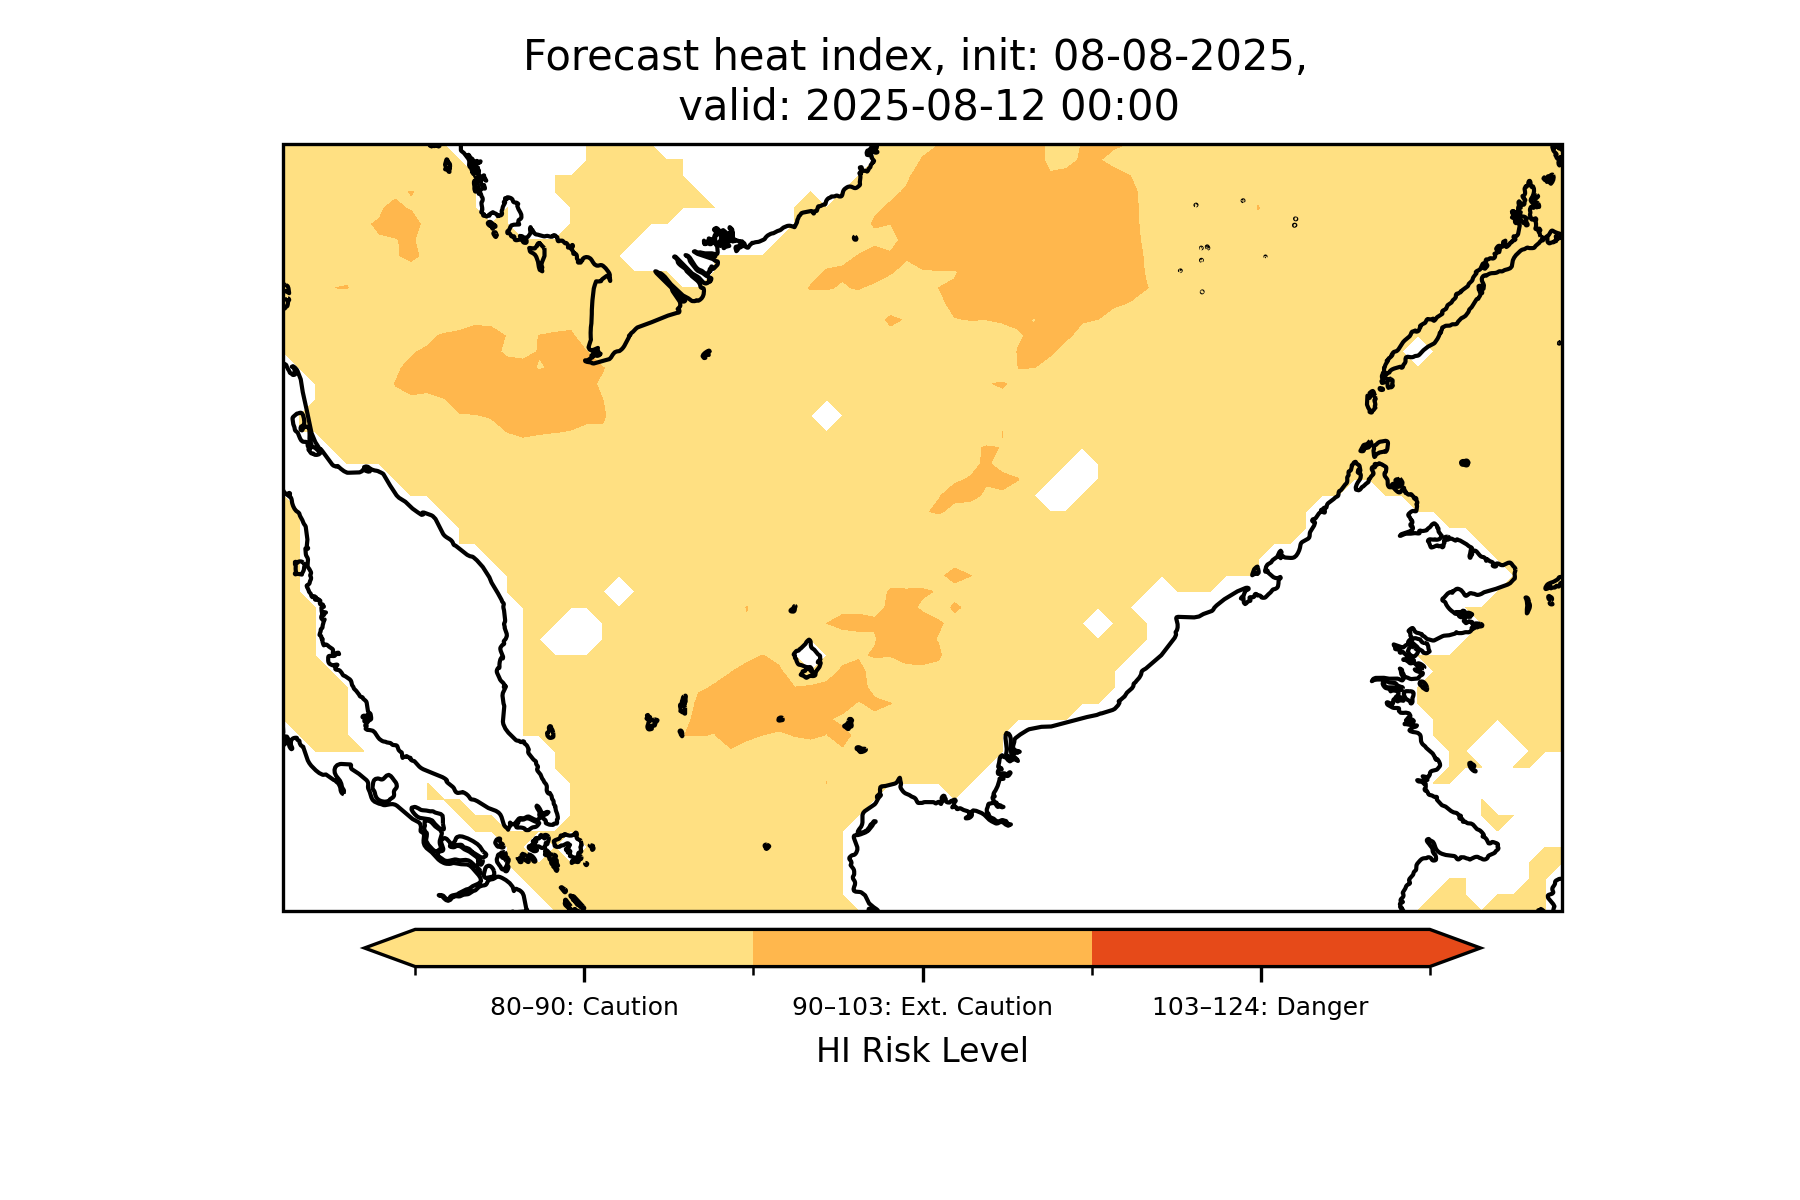 Forecast heat index, init: 08-08-2025,
valid: 2025-08-12 00:00
80–90: Caution
90–103: Ext. Caution
103–124: Danger
HI Risk Level